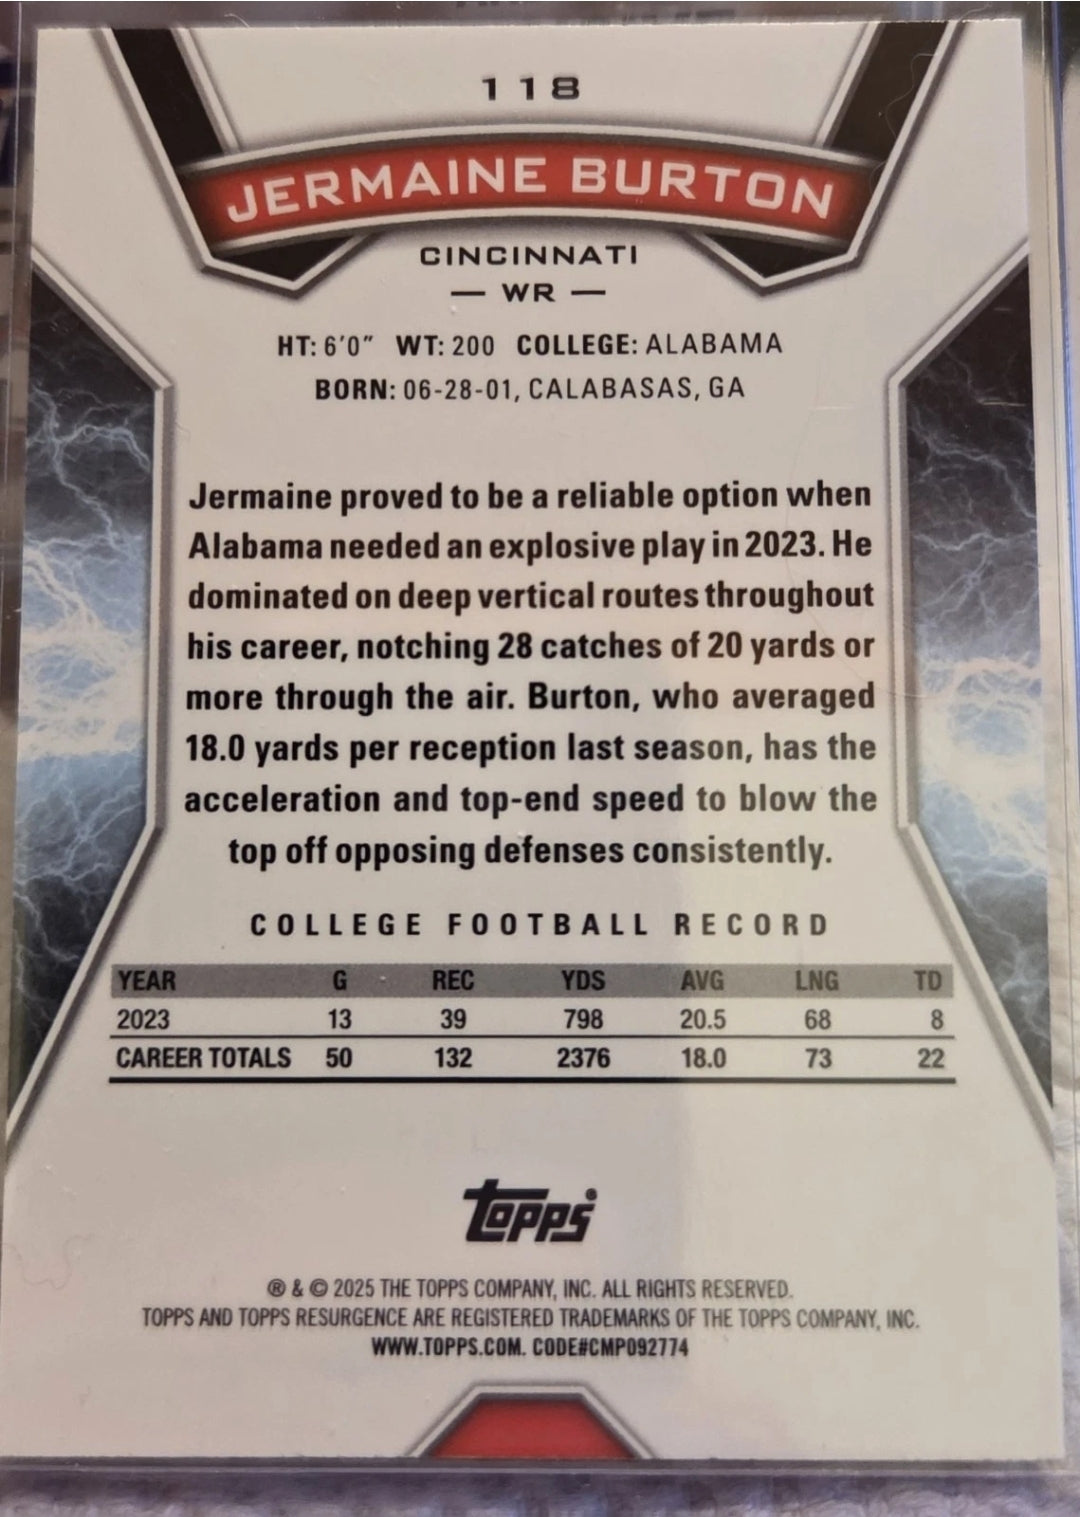 118
JERMAINE BURTON
CINCINNATI
— WR —
HT: 6'0" WT: 200 COLLEGE: ALABAMA
BORN: 06-28-01, CALABASAS, GA
Jermaine proved to be a reliable option when
Alabama needed an explosive play in 2023. He
dominated on deep vertical routes throughout
his career, notching 28 catches of 20 yards or
more through the air. Burton, who averaged
18.0 yards per reception last season, has the
acceleration and top-end speed to blow the
top off opposing defenses consistently.
COLLEGE FOOTBALL RECORD
YEAR G REC YDS AVG LNG TD
2023 13 39 798 20.5 68 8
CAREER TOTALS 50 132 2376 18.0 73 22
topps
® & © 2025 THE TOPPS COMPANY, INC. ALL RIGHTS RESERVED.
TOPPS AND TOPPS RESURGENCE ARE REGISTERED TRADEMARKS OF THE TOPPS COMPANY, INC.
WWW.TOPPS.COM. CODE#CMP092774